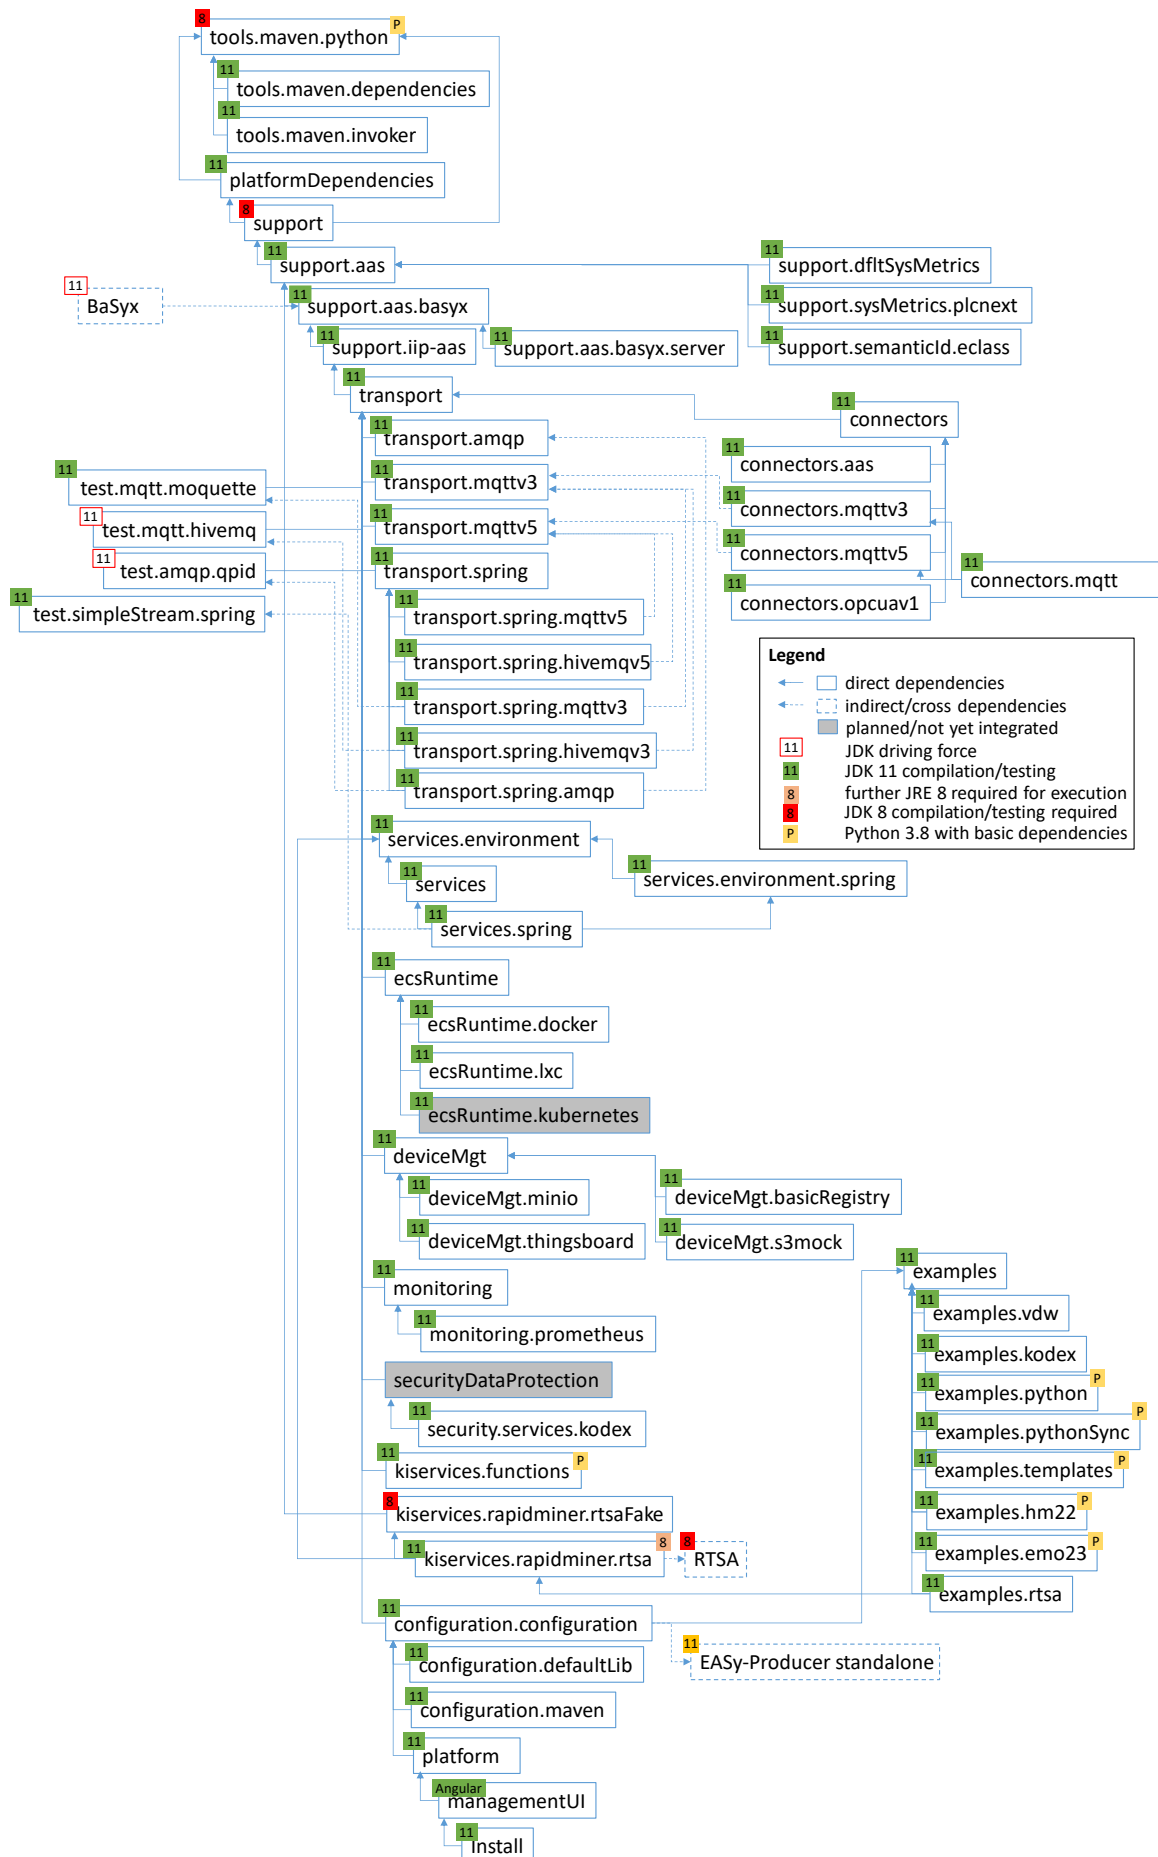 8
P
tools.maven.python
11
tools.maven.dependencies
11
tools.maven.invoker
11
platformDependencies
8
support
11
support.aas
11
support.dfltSysMetrics
11
BaSyx
11
support.aas.basyx
11
support.sysMetrics.plcnext
11
support.iip-aas
11
support.aas.basyx.server
11
support.semanticId.eclass
11
transport
11
connectors
11
transport.amqp
11
connectors.aas
11
test.mqtt.moquette
11
transport.mqttv3
11
connectors.mqttv3
11
test.mqtt.hivemq
11
transport.mqttv5
11
connectors.mqttv5
11
test.amqp.qpid
11
transport.spring
11
connectors.mqtt
11
test.simpleStream.spring
11
transport.spring.mqttv5
11
connectors.opcuav1
11
transport.spring.hivemqv5
11
transport.spring.mqttv3
11
transport.spring.hivemqv3
11
transport.spring.amqp
Legend
direct dependencies
indirect/cross dependencies
planned/not yet integrated
11 JDK driving force
11 JDK 11 compilation/testing
8 further JRE 8 required for execution
8 JDK 8 compilation/testing required
P Python 3.8 with basic dependencies
11
services.environment
11
services
11
services.environment.spring
11
services.spring
11
ecsRuntime
11
ecsRuntime.docker
11
ecsRuntime.lxc
11
ecsRuntime.kubernetes
11
deviceMgt
11
deviceMgt.minio
11
deviceMgt.basicRegistry
11
deviceMgt.thingsboard
11
deviceMgt.s3mock
11
monitoring
11
monitoring.prometheus
securityDataProtection
11
security.services.kodex
11
P
kiservices.functions
8
kiservices.rapidminer.rtsaFake
11
8
kiservices.rapidminer.rtsa
8
RTSA
11
examples
11
examples.vdw
11
examples.kodex
11
P
examples.python
11
P
examples.pythonSync
11
P
examples.templates
11
P
examples.hm22
11
P
examples.emo23
11
examples.rtsa
11
configuration.configuration
11
EASy-Producer standalone
11
configuration.defaultLib
11
configuration.maven
11
platform
Angular
managementUI
11
Install